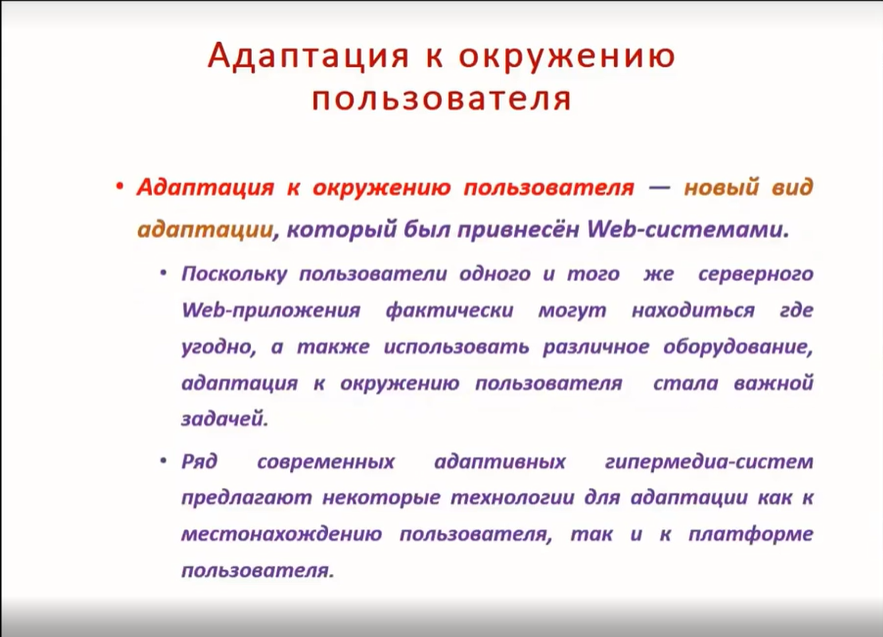 Адаптация к окружению
пользователя
• Адаптация к окружению пользователя — новый вид
адаптации, который был привнесён Web-системами.
• Поскольку пользователи одного и того же серверного
Web-приложения фактически могут находиться где
угодно, а также использовать различное оборудование,
адаптация к окружению пользователя стала важной
задачей.
• Ряд современных адаптивных гипермедиа-систем
предлагают некоторые технологии для адаптации как к
местонахождению пользователя, так и к платформе
пользователя.